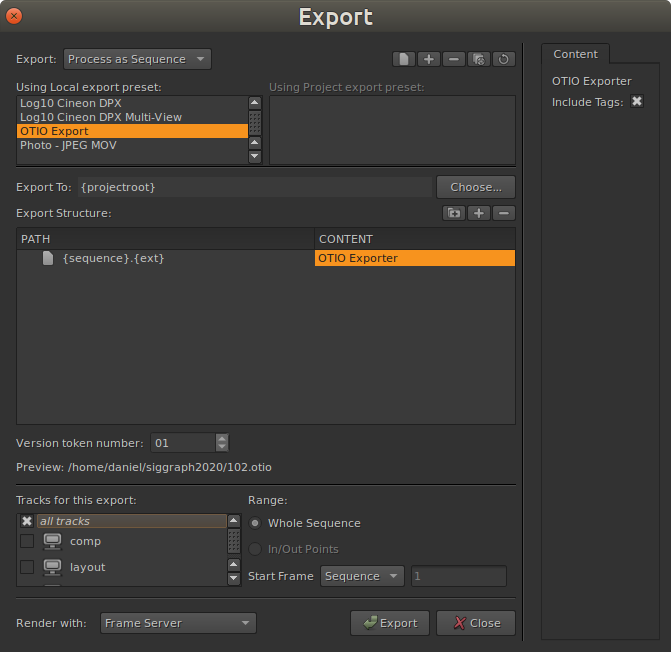 Export
Export: Process as Sequence
Using Local export preset:
Using Project export preset:
Log10 Cineon DPX
Log10 Cineon DPX Multi-View
OTIO Export
Photo - JPEG MOV
Export To: {projectroot} Choose...
Export Structure:
PATH CONTENT
{sequence}.{ext} OTIO Exporter
Version token number: 01
Preview: /home/daniel/siggraph2020/102.otio
Tracks for this export:
all tracks
comp
layout
Range:
Whole Sequence
In/Out Points
Start Frame Sequence 1
Render with: Frame Server Export Close
Content
OTIO Exporter
Include Tags: